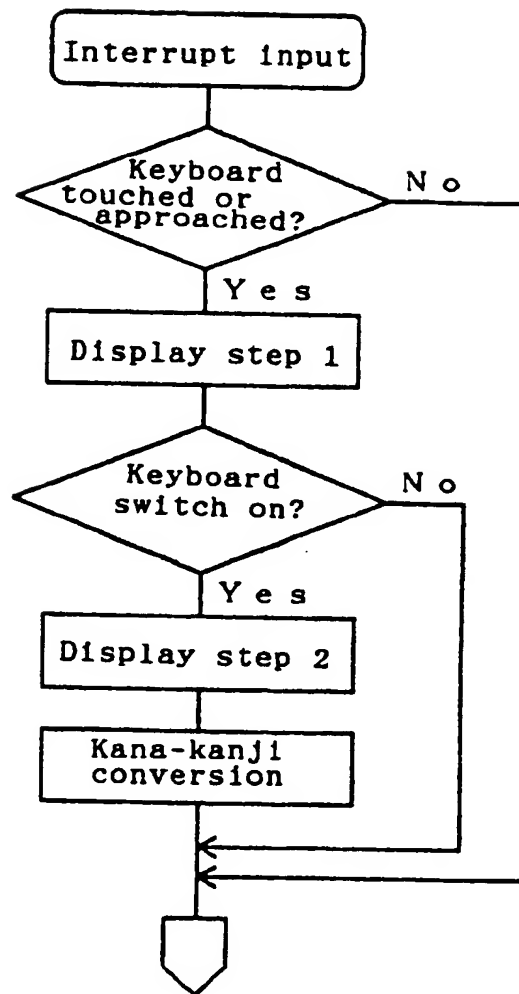 Interrupt input
Keyboard
touched or
approached?
No
Yes
Display step 1
Keyboard
switch on?
No
Yes
Display step 2
Kana-kanji
conversion